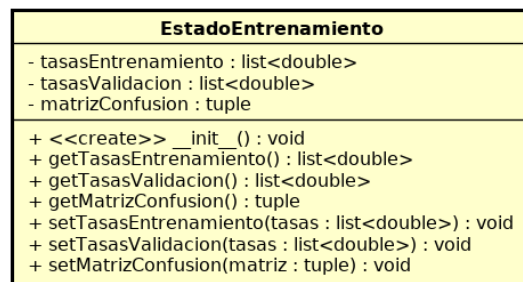 EstadoEntrenamiento
- tasasEntrenamiento : list<double>
- tasasValidacion : list<double>
- matrizConfusion : tuple
+ <<create>> __init__() : void
+ getTasasEntrenamiento() : list<double>
+ getTasasValidacion() : list<double>
+ getMatrizConfusion() : tuple
+ setTasasEntrenamiento(tasas : list<double>) : void
+ setTasasValidacion(tasas : list<double>) : void
+ setMatrizConfusion(matriz : tuple) : void